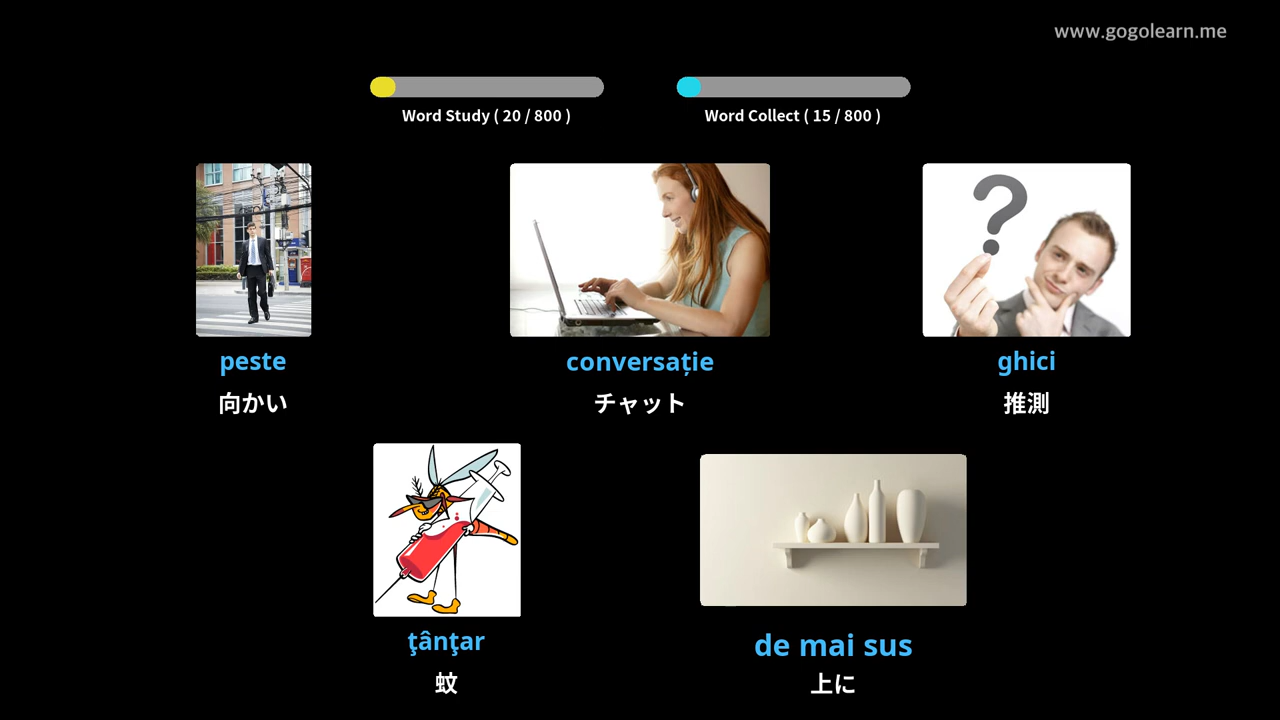 www.gogolearn.me
Word Study ( 20 / 800 )
Word Collect ( 15 / 800 )
peste
向かい
conversație
チャット
ghici
推測
ţânţar
蚊
de mai sus
上に